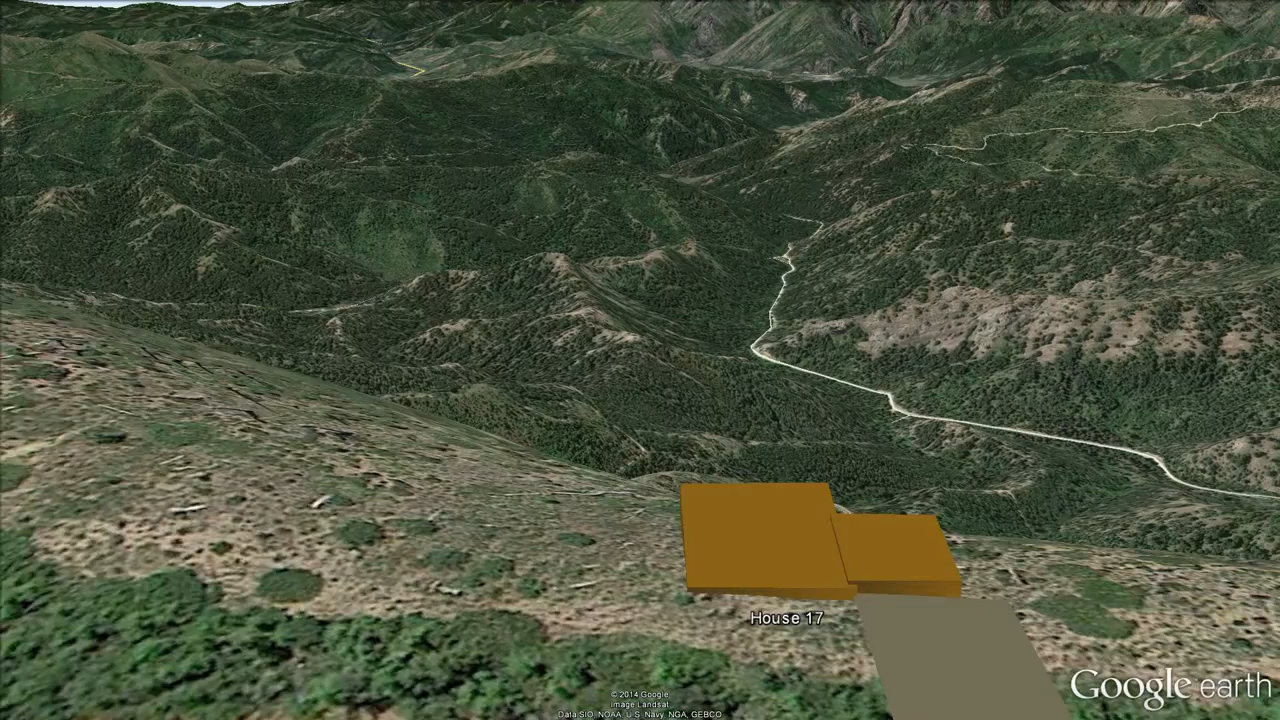 House 17
© 2014 Google
Image Landsat
Data SIO, NOAA, U.S. Navy, NGA, GEBCO
Google earth